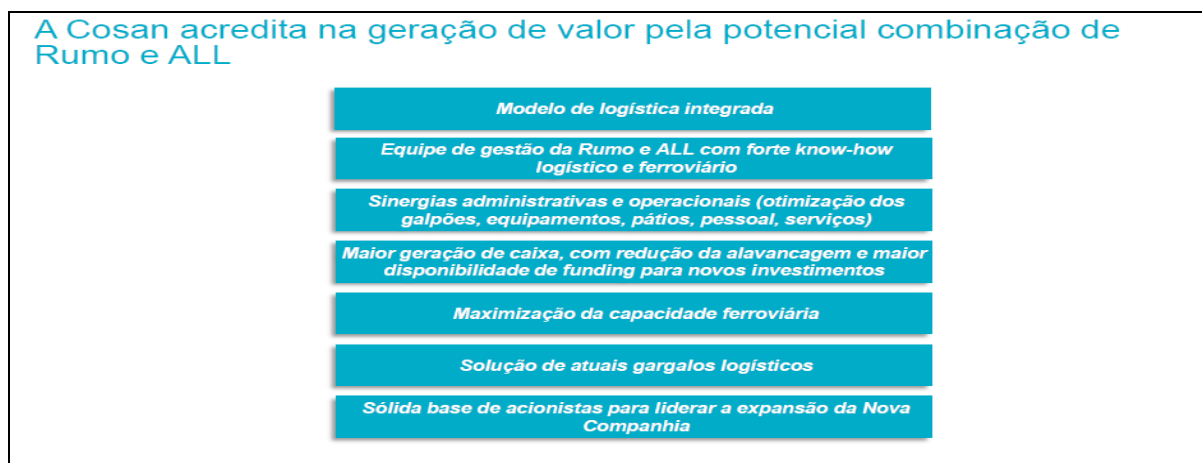 A Cosan acredita na geração de valor pela potencial combinação de
Rumo e ALL
Modelo de logística integrada
Equipe de gestão da Rumo e ALL com forte know-how
logístico e ferroviário
Sinergias administrativas e operacionais (otimização dos
galpões, equipamentos, pátios, pessoal, serviços)
Maior geração de caixa, com redução da alavancagem e maior
disponibilidade de funding para novos investimentos
Maximização da capacidade ferroviária
Solução de atuais gargalos logísticos
Sólida base de acionistas para liderar a expansão da Nova
Companhia